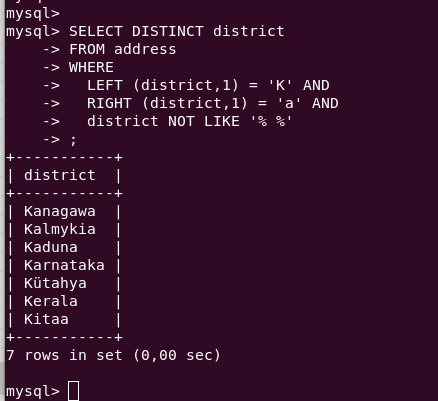 mysql>
mysql> SELECT DISTINCT district
    -> FROM address
    -> WHERE
    ->   LEFT (district,1) = 'K' AND
    ->   RIGHT (district,1) = 'a' AND
    ->   district NOT LIKE '% %'
    -> ;
+-----------+
| district  |
+-----------+
| Kanagawa  |
| Kalmykia  |
| Kaduna    |
| Karnataka |
| Kütahya   |
| Kerala    |
| Kitaa     |
+-----------+
7 rows in set (0,00 sec)

mysql>